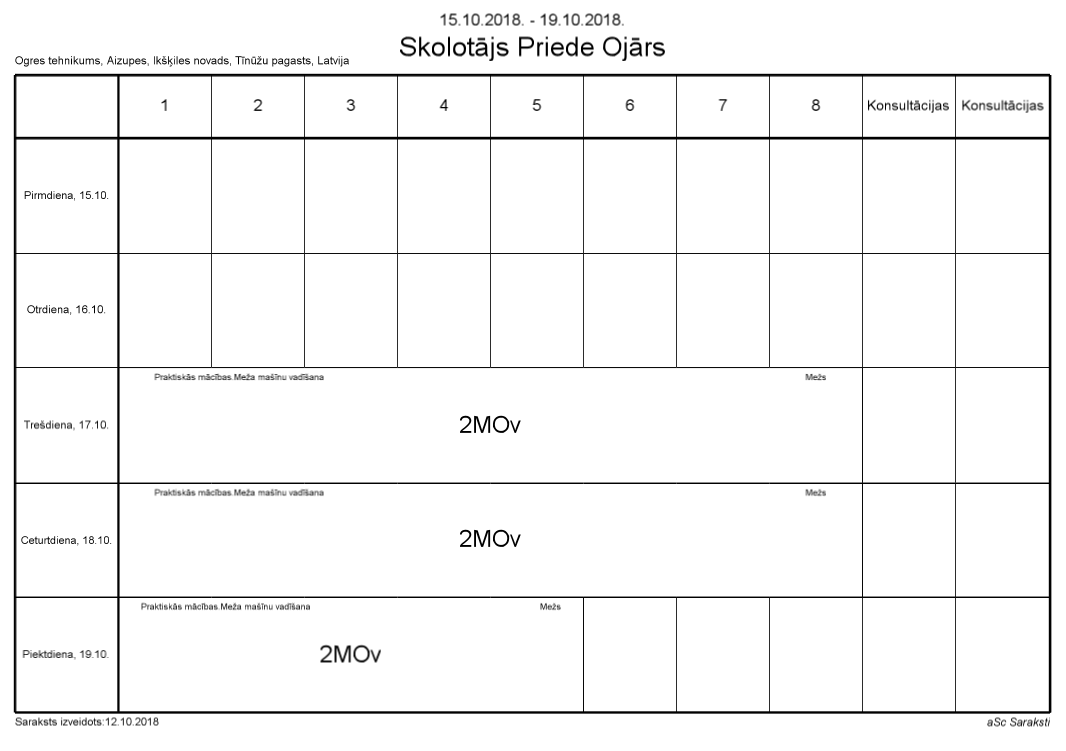 15.10.2018. - 19.10.2018.
Skolotājs Priede Ojārs
Ogres tehnikums, Aizupes, Ikšķiles novads, Tīnūžu pagasts, Latvija
1 2 3 4 5 6 7 8 Konsultācijas Konsultācijas
Pirmdiena, 15.10.
Otrdiena, 16.10.
Praktiskās mācības.Meža mašīnu vadīšana Mežs
Trešdiena, 17.10. 2MOv
Praktiskās mācības.Meža mašīnu vadīšana Mežs
Ceturtdiena, 18.10. 2MOv
Praktiskās mācības.Meža mašīnu vadīšana Mežs
Piektdiena, 19.10. 2MOv
Saraksts izveidots:12.10.2018 aSc Saraksti